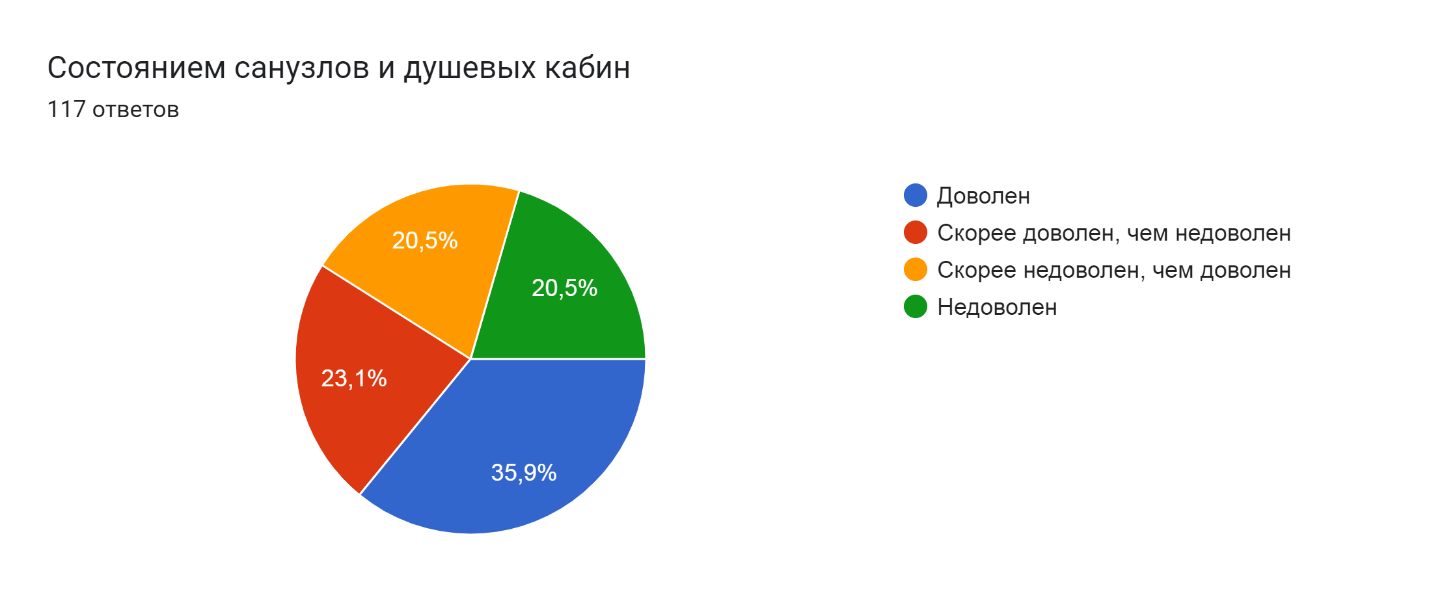 Состоянием санузлов и душевых кабин
117 ответов
Доволен
Скорее доволен, чем недоволен
Скорее недоволен, чем доволен
Недоволен
20,5%
20,5%
23,1%
35,9%